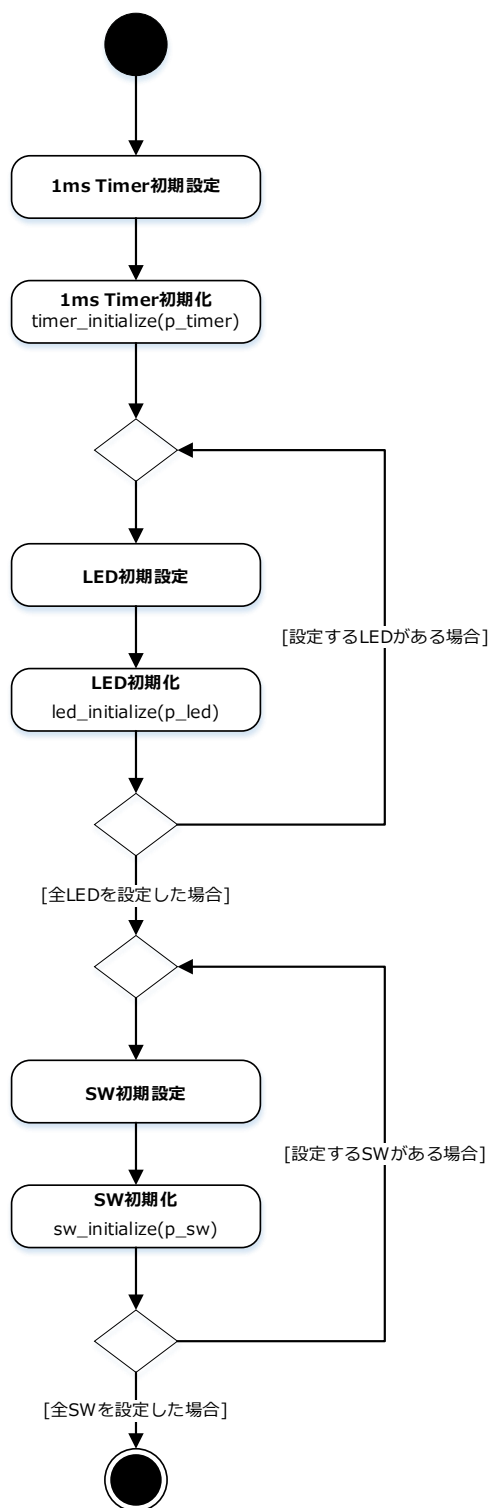 1ms Timer初期設定
1ms Timer初期化
timer_initialize(p_timer)
LED初期設定
[設定するLEDがある場合]
LED初期化
led_initialize(p_led)
[全LEDを設定した場合]
SW初期設定
[設定するSWがある場合]
SW初期化
sw_initialize(p_sw)
[全SWを設定した場合]